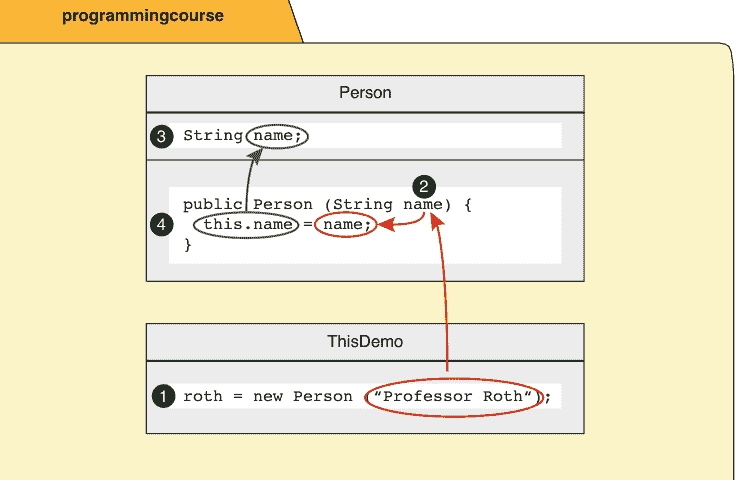 programmingcourse
Person
3 String name;
2
public Person (String name) {
4 this.name = name;
}
ThisDemo
1 roth = new Person (“Professor Roth“);